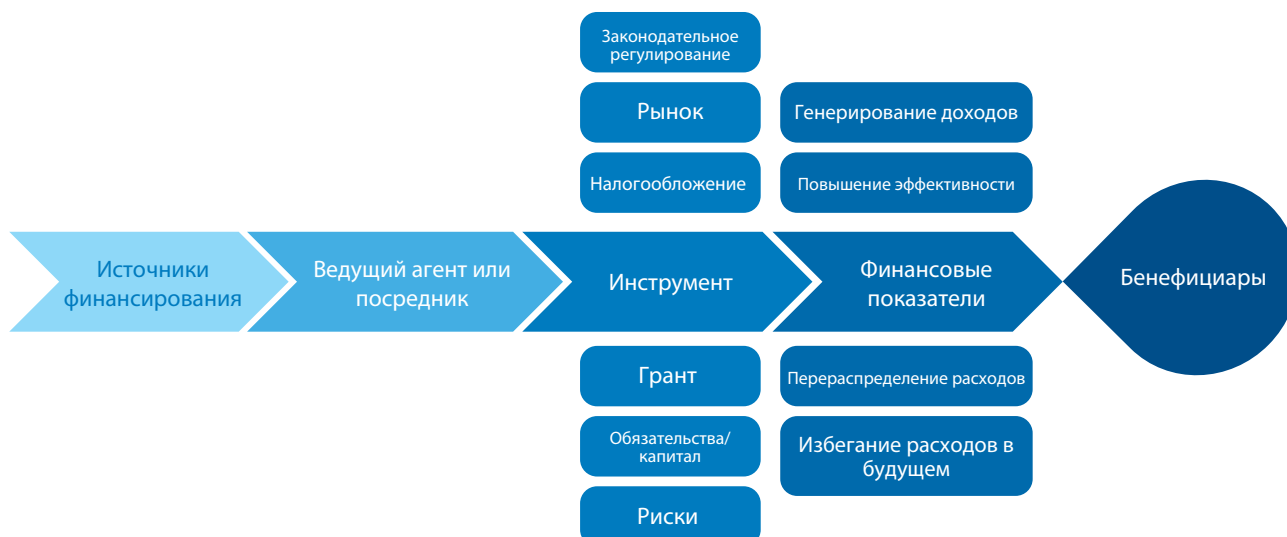 Законодательное
регулирование
Рынок
Генерирование доходов
Налогообложение
Повышение эффективности
Источники
финансирования
Ведущий агент или
посредник
Инструмент
Финансовые
показатели
Бенефициары
Грант
Перераспределение расходов
Обязательства/
капитал
Избегание расходов в
будущем
Риски